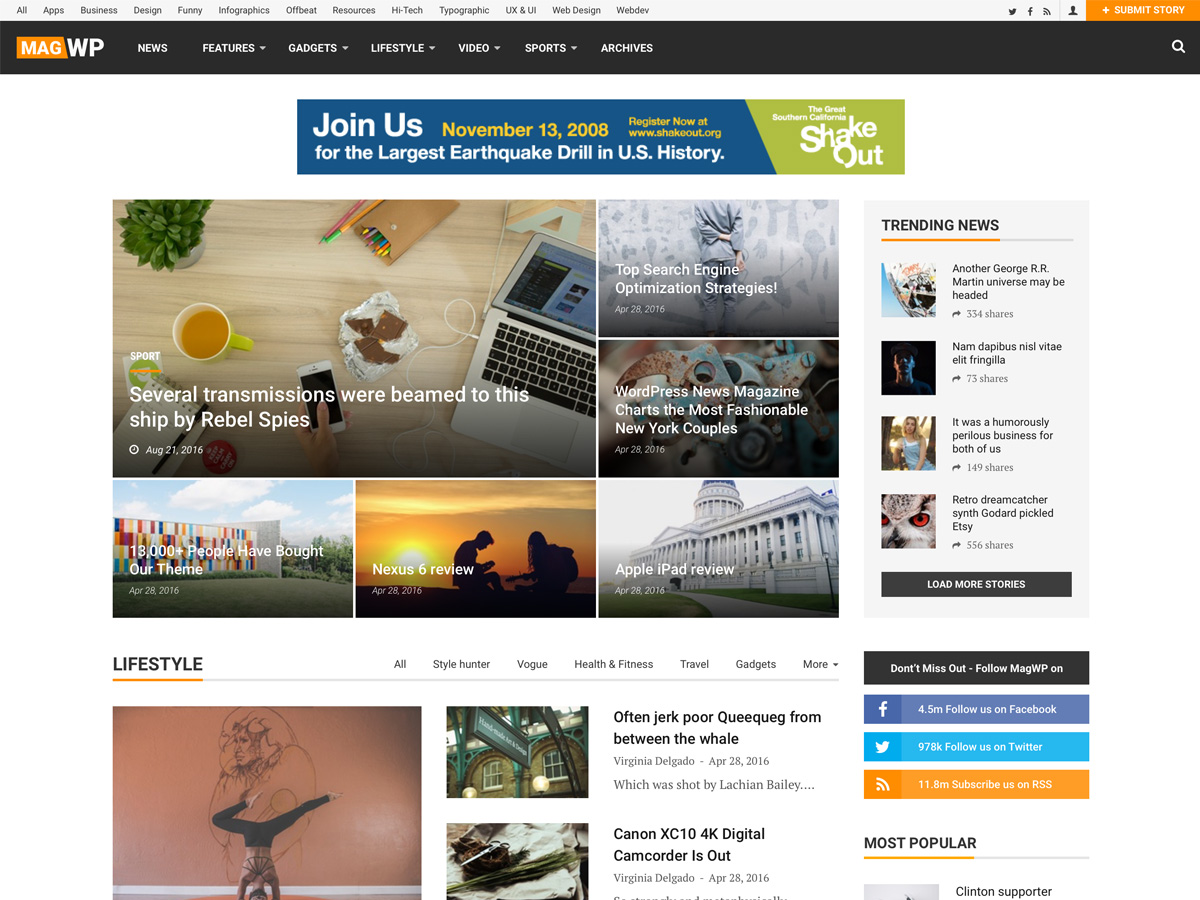 All Apps Business Design Funny Infographics Offbeat Resources Hi-Tech Typographic UX & UI Web Design Webdev
+ SUBMIT STORY
MAGWP
NEWS FEATURES GADGETS LIFESTYLE VIDEO SPORTS ARCHIVES
Join Us November 13, 2008
for the Largest Earthquake Drill in U.S. History.
Register Now at
www.shakeout.org
The Great
Southern California
Shake
Out
SPORT
Several transmissions were beamed to this
ship by Rebel Spies
Aug 21, 2016
Top Search Engine
Optimization Strategies!
Apr 28, 2016
WordPress News Magazine
Charts the Most Fashionable
New York Couples
Apr 28, 2016
13,000+ People Have Bought
Our Theme
Apr 28, 2016
Nexus 6 review
Apr 28, 2016
Apple iPad review
Apr 28, 2016
TRENDING NEWS
Another George R.R.
Martin universe may be
headed
334 shares
Nam dapibus nisl vitae
elit fringilla
73 shares
It was a humorously
perilous business for
both of us
149 shares
Retro dreamcatcher
synth Godard pickled
Etsy
556 shares
LOAD MORE STORIES
LIFESTYLE
All Style hunter Vogue Health & Fitness Travel Gadgets More
Often jerk poor Queequeg from
between the whale
Virginia Delgado - Apr 28, 2016
Which was shot by Lachian Bailey....
Canon XC10 4K Digital
Camcorder Is Out
Virginia Delgado - Apr 28, 2016
Dont't Miss Out - Follow MagWP on
4.5m Follow us on Facebook
978k Follow us on Twitter
11.8m Subscribe us on RSS
MOST POPULAR
Clinton supporter